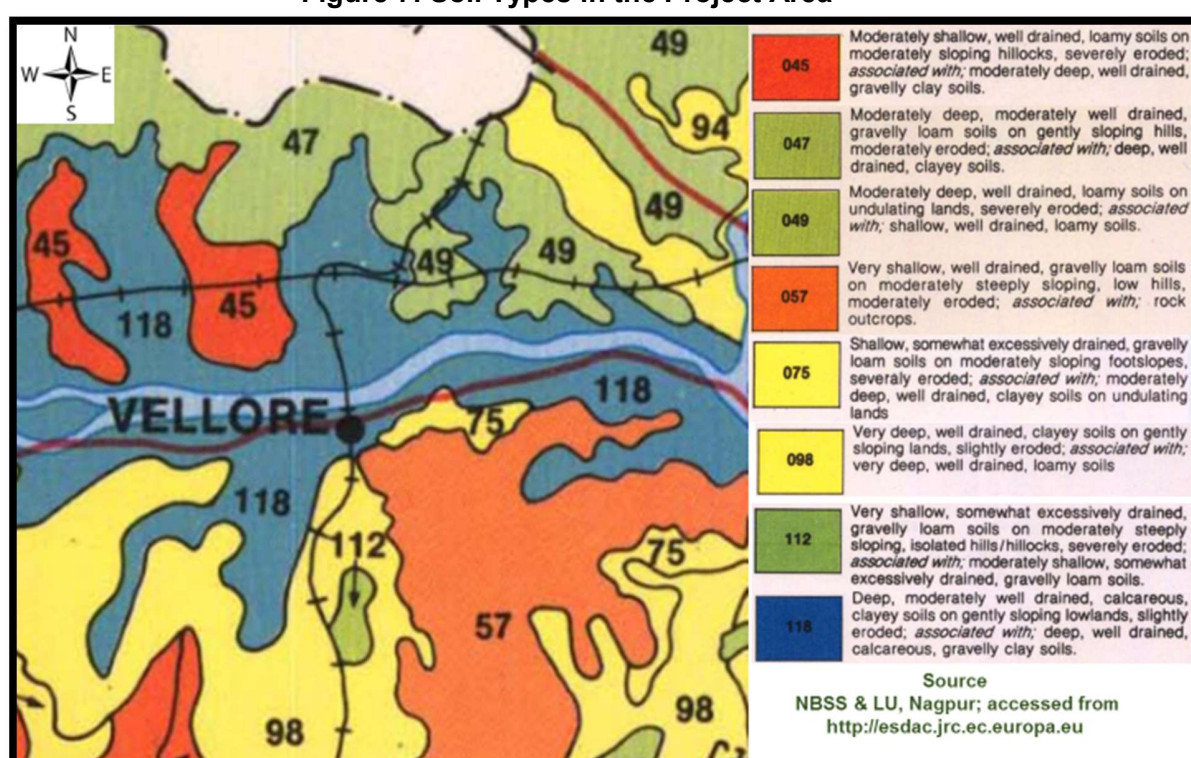 Figure 7: Soil Types in the Project Area
N
W E
S
49
47
94
45
49
49
49
45
118
118
VELLORE
75
118
112
75
57
98
98
045
Moderately shallow, well drained, loamy soils on
moderately sloping hillocks, severely eroded;
associated with; moderately deep, well drained,
gravelly clay soils.
047
Moderately deep, moderately well drained,
gravelly loam soils on gently sloping hills,
moderately eroded; associated with; deep, well
drained, clayey soils.
049
Moderately deep, well drained, loamy soils on
undulating lands, severely eroded; associated
with; shallow, well drained, loamy soils.
057
Very shallow, well drained, gravelly loam soils
on moderately steeply sloping, low hills,
moderately eroded; associated with; rock
outcrops.
075
Shallow, somewhat excessively drained, gravelly
loam soils on moderately sloping footslopes,
severaly eroded; associated with; moderately
deep, well drained, clayey soils on undulating
lands
098
Very deep, well drained, clayey soils on gently
sloping lands, slightly eroded; associated with;
very deep, well drained, loamy soils
112
Very shallow, somewhat excessively drained,
gravelly loam soils on moderately steeply
sloping, isolated hills/hillocks, severely eroded;
associated with; moderately shallow, somewhat
excessively drained, gravelly loam soils.
118
Deep, moderately well drained, calcareous,
clayey soils on gently sloping lowlands, slightly
eroded; associated with; deep, well drained,
calcareous, gravelly clay soils.
Source
NBSS & LU, Nagpur; accessed from
http://esdac.jrc.ec.europa.eu